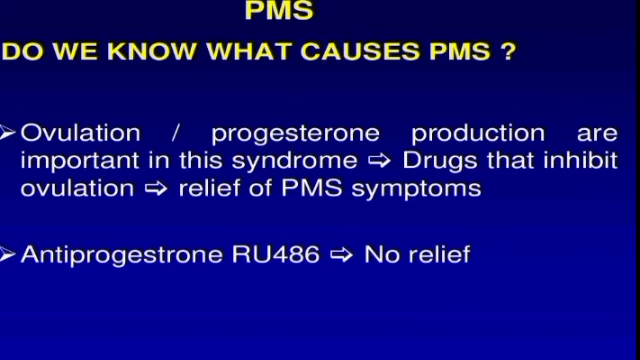 PMS
DO WE KNOW WHAT CAUSES PMS ?
➢Ovulation / progesterone production are
important in this syndrome ⇨ Drugs that inhibit
ovulation ⇨ relief of PMS symptoms
➢Antiprogestrone RU486 ⇨ No relief